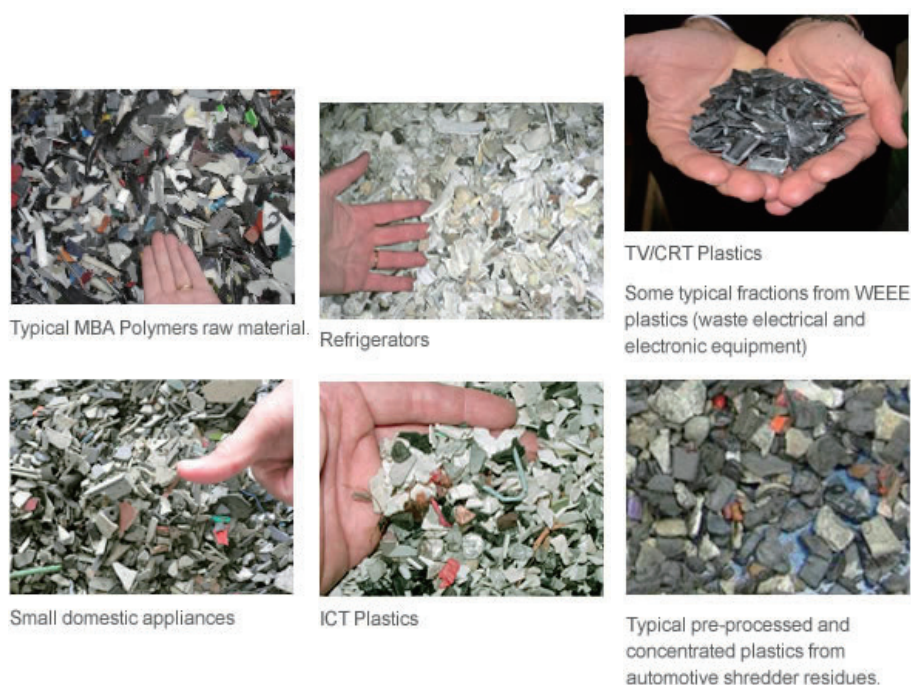 Typical MBA Polymers raw material.
Refrigerators
TV/CRT Plastics
Some typical fractions from WEEE
plastics (waste electrical and
electronic equipment)
Small domestic appliances
ICT Plastics
Typical pre-processed and
concentrated plastics from
automotive shredder residues.